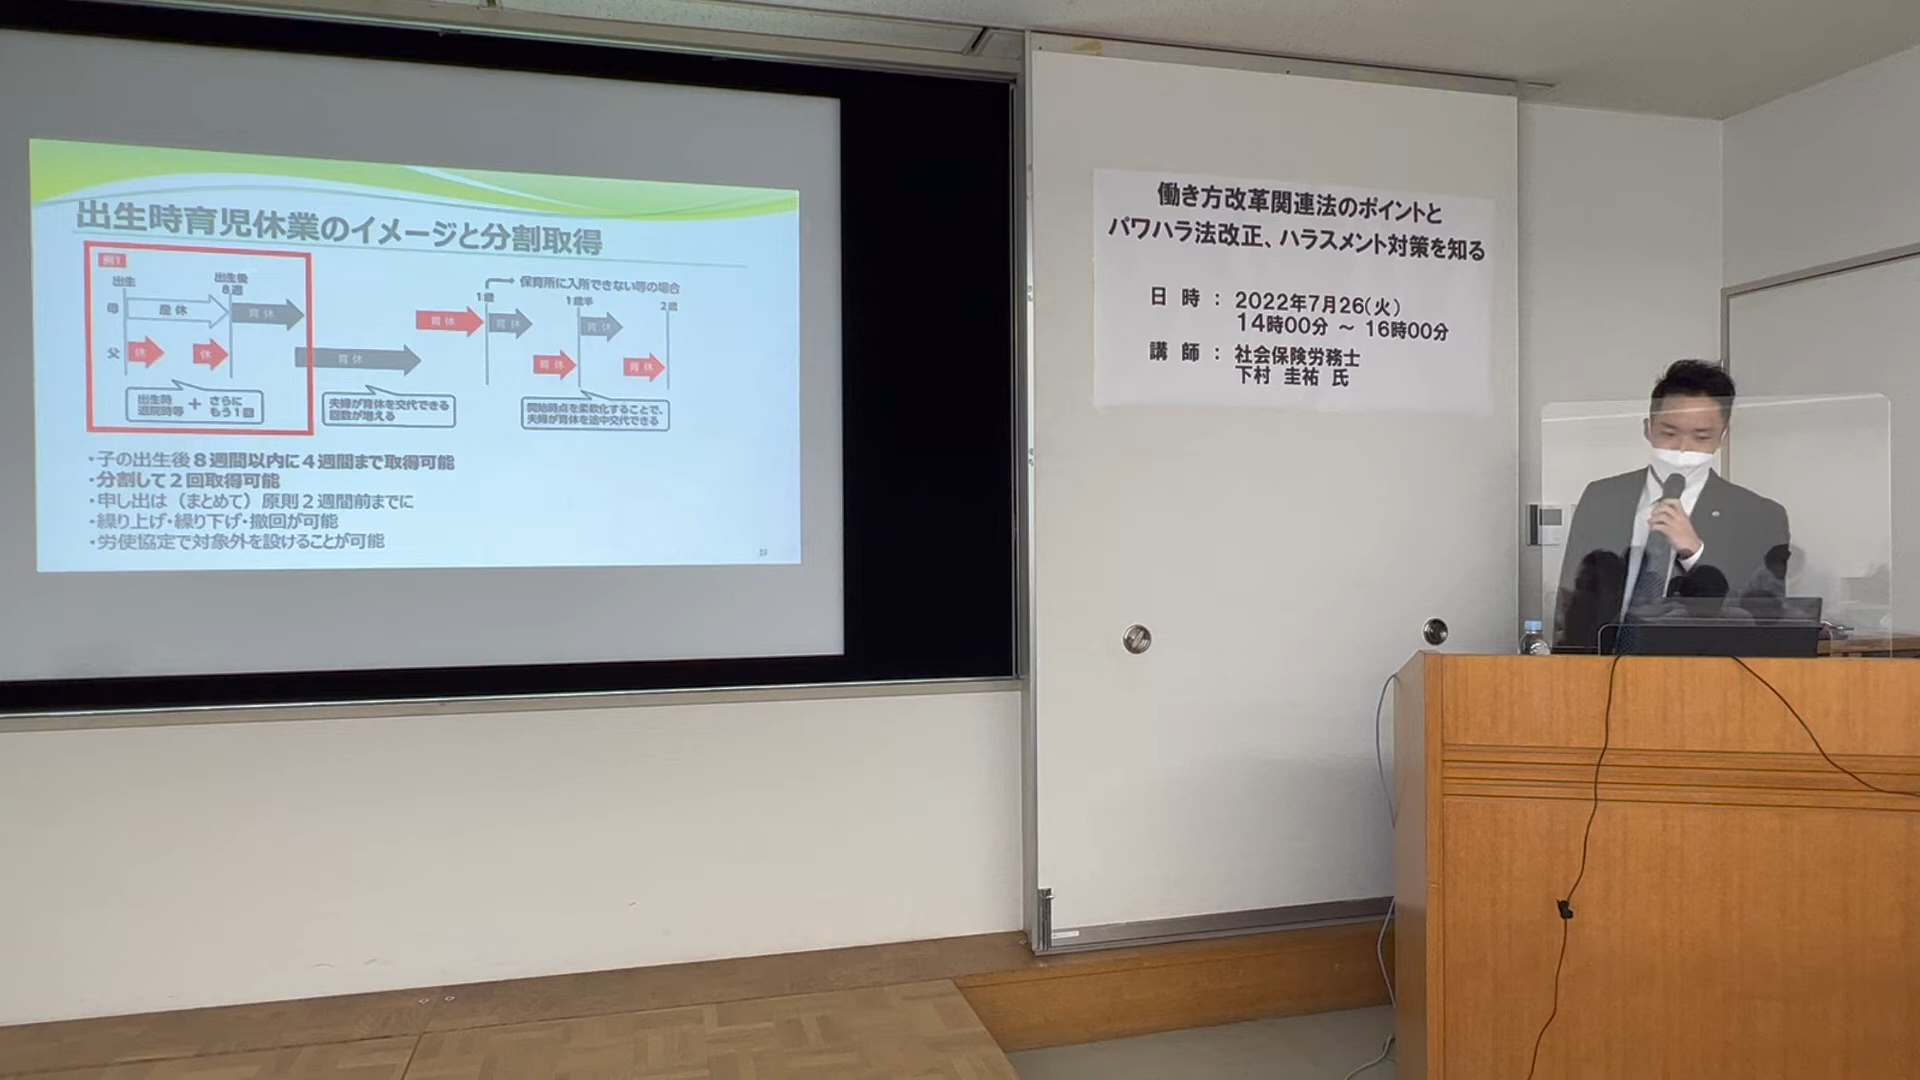 出生時育児休業のイメージと分割取得
例1
出生
出生後
8週
母
産休
育休
父
休
休
育休
育休
1歳
保育所に入所できない等の場合
育休
1歳半
育休
2歳
育休
育休
出生時
退院時等
＋
さらに
もう1回
夫婦が育休を交代できる
回数が増える
開始時点を柔軟化することで、
夫婦が育休を途中交代できる
・子の出生後８週間以内に４週間まで取得可能
・分割して２回取得可能
・申し出は（まとめて）原則２週間前までに
・繰り上げ・繰り下げ・撤回が可能
・労使協定で対象外を設けることが可能
働き方改革関連法のポイントと
パワハラ法改正、ハラスメント対策を知る
日 時 ： 2022年7月26(火)
14時00分 ～ 16時00分
講 師 ： 社会保険労務士
下村 圭祐 氏